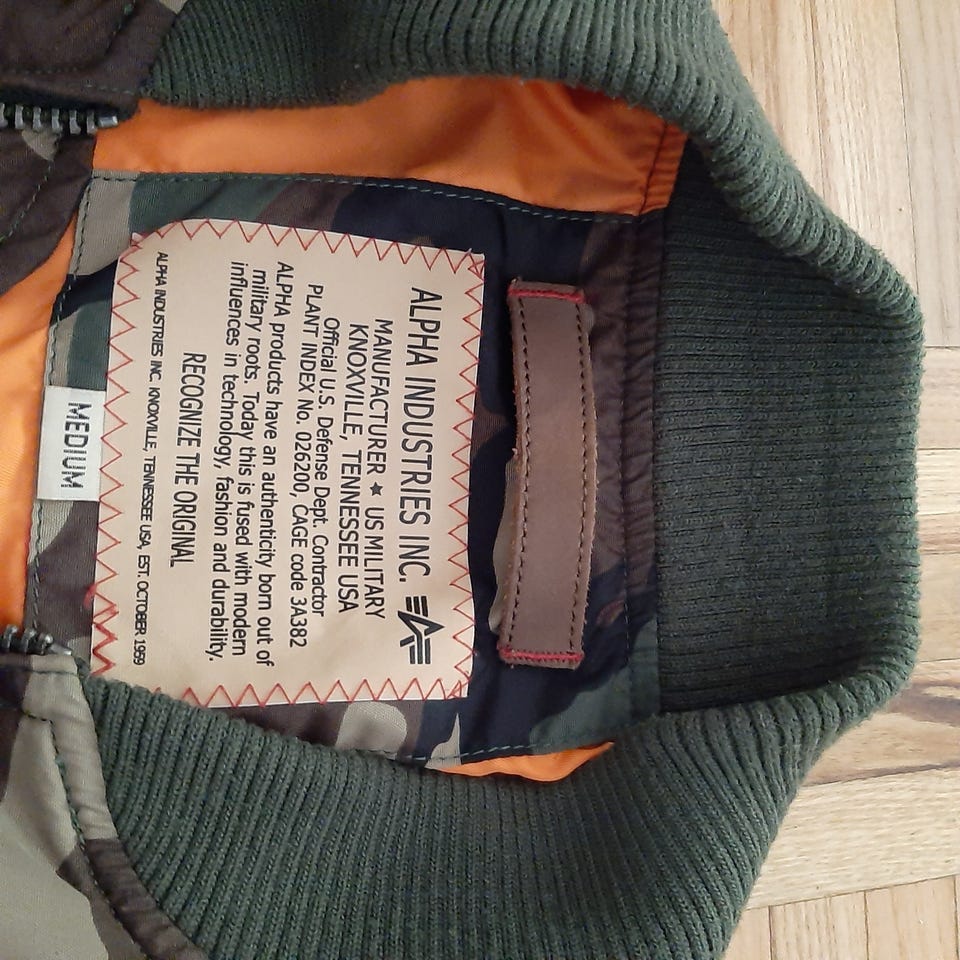 ALPHA INDUSTRIES INC.
MANUFACTURER ★ US MILITARY
KNOXVILLE, TENNESSEE USA
Official U.S. Defense Dept. Contractor
PLANT INDEX No. 026200, CAGE code 3A382
ALPHA products have an authenticity born out of
military roots. Today this is fused with modern
influences in technology, fashion and durability.
RECOGNIZE THE ORIGINAL
ALPHA INDUSTRIES INC. KNOXVILLE, TENNESSEE USA, EST. OCTOBER 1959
MEDIUM